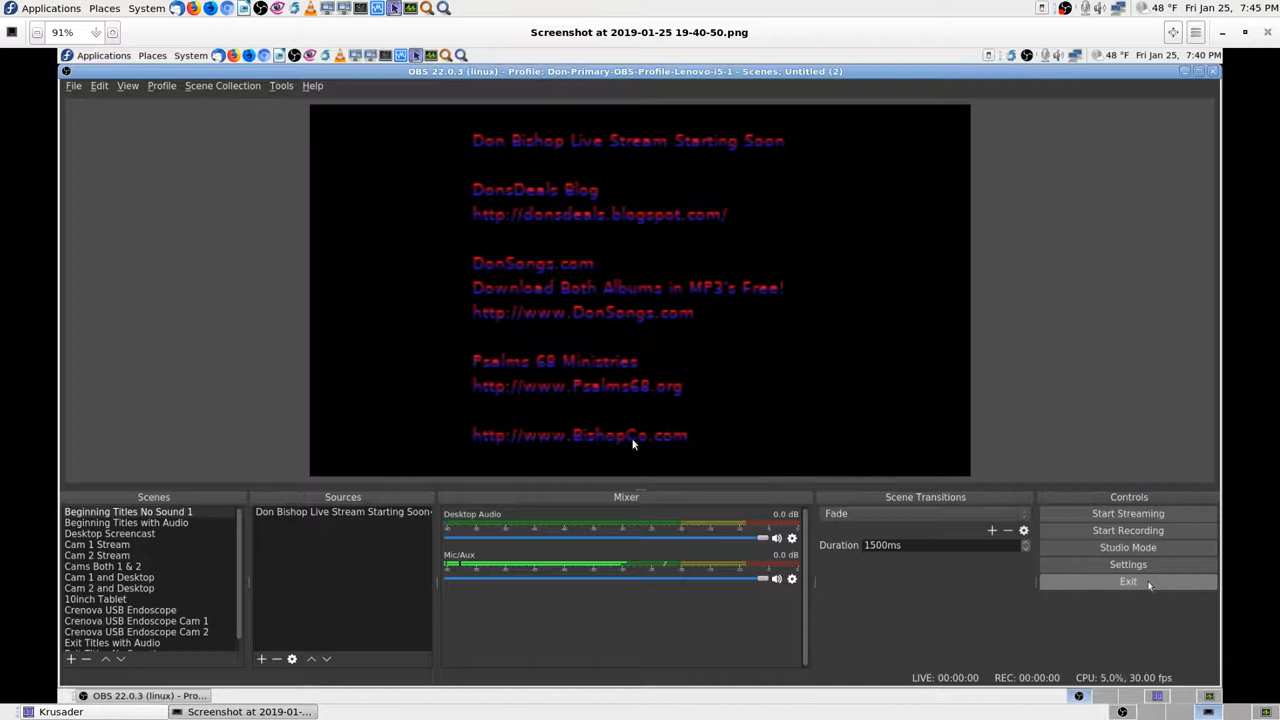 Applications Places System 48 °F Fri Jan 25, 7:45 PM
91% Screenshot at 2019-01-25 19-40-50.png
Applications Places System 48 °F Fri Jan 25, 7:40 PM
OBS 22.0.3 (linux) - Profile: Don-Primary-OBS-Profile-Lenovo-i5-1 - Scenes: Untitled (2)
File Edit View Profile Scene Collection Tools Help
Don Bishop Live Stream Starting Soon
DonsDeals Blog
http://donsdeals.blogspot.com/
DonSongs.com
Download Both Albums in MP3's Free!
http://www.DonSongs.com
Psalms 68 Ministries
http://www.Psalms68.org
http://www.BishopCo.com
Scenes
Beginning Titles No Sound 1
Beginning Titles with Audio
Desktop Screencast
Cam 1 Stream
Cam 2 Stream
Cams Both 1 & 2
Cam 1 and Desktop
Cam 2 and Desktop
10inch Tablet
Crenova USB Endoscope
Crenova USB Endoscope Cam 1
Crenova USB Endoscope Cam 2
Exit Titles with Audio
Sources
Don Bishop Live Stream Starting Soon
Mixer
Desktop Audio 0.0 dB
Mic/Aux 0.0 dB
Scene Transitions
Fade
Duration 1500ms
Controls
Start Streaming
Start Recording
Studio Mode
Settings
Exit
LIVE: 00:00:00 REC: 00:00:00 CPU: 5.0%, 30.00 fps
OBS 22.0.3 (linux) - Pro...
Krusader Screenshot at 2019-01-...